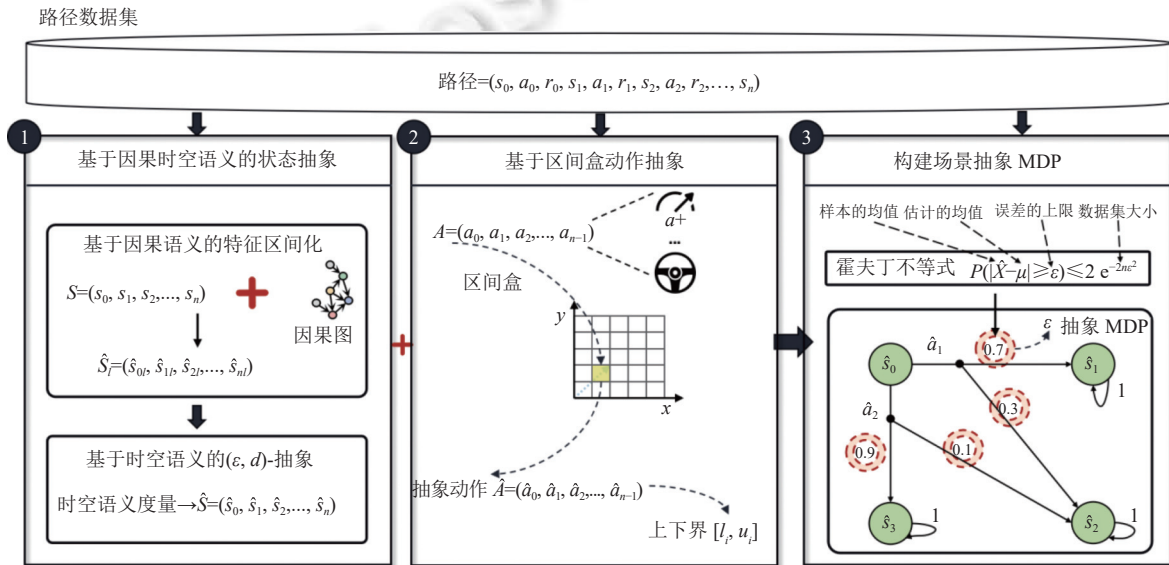 路径数据集
路径=(s₀, a₀, r₀, s₁, a₁, r₁, s₂, a₂, r₂,…, sₙ)
1
基于因果时空语义的状态抽象
基于因果语义的特征区间化
S=(s₀, s₁, s₂,..., sₙ)
因果图
Ŝₗ=(ŝ₀ₗ, ŝ₁ₗ, ŝ₂ₗ,..., ŝₙₗ)
基于时空语义的(ε, d)-抽象
时空语义度量→Ŝ=(ŝ₀, ŝ₁, ŝ₂,..., ŝₙ)
2
基于区间盒动作抽象
a+
...
A=(a₀, a₁, a₂,..., aₙ₋₁)
区间盒
y
x
抽象动作 Â=(â₀, â₁, â₂,..., âₙ₋₁)
上下界 [lᵢ, uᵢ]
3
构建场景抽象 MDP
样本的均值 估计的均值 误差的上限 数据集大小
霍夫丁不等式 P(|X̂−μ|≥ε)≤2 e^{−2nε²}
ε 抽象 MDP
ŝ₀ â₁ 0.7 ŝ₁
1
â₂ 0.3
0.9 0.1
ŝ₃ 1 ŝ₂ 1